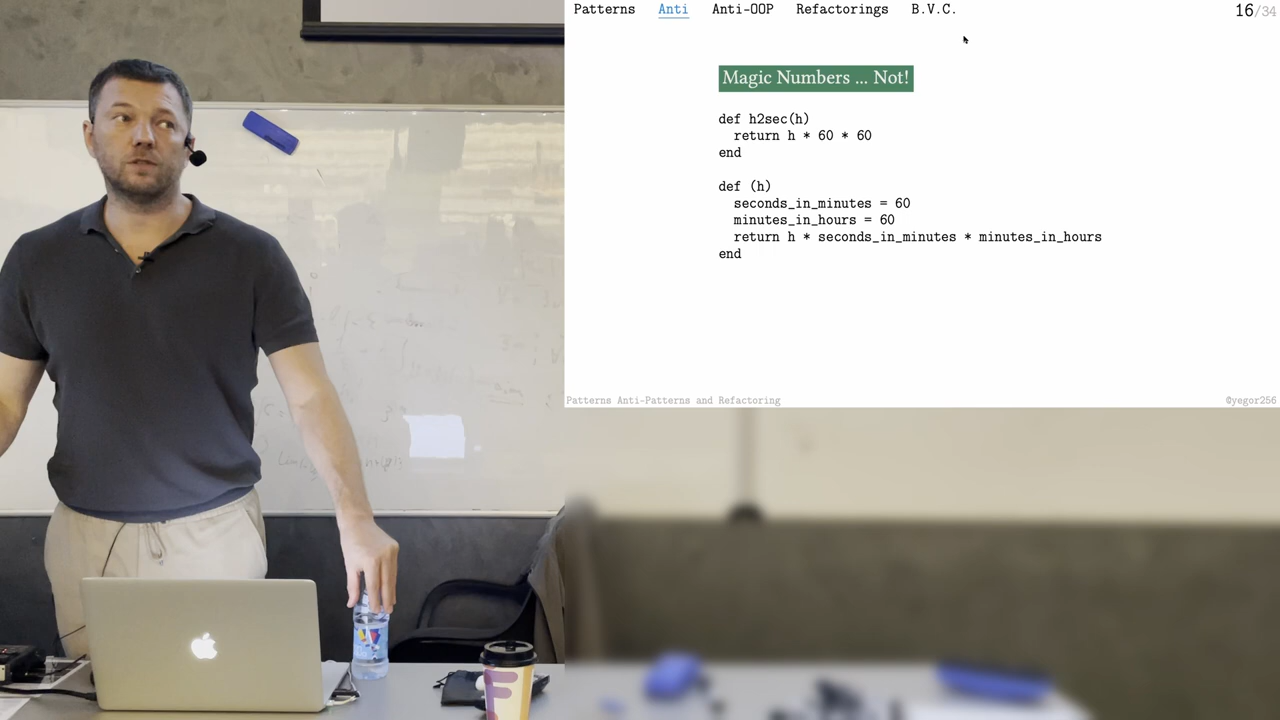 Patterns Anti Anti-OOP Refactorings B.V.C. 16/34
Magic Numbers ... Not!
def h2sec(h)
  return h * 60 * 60
end
def (h)
  seconds_in_minutes = 60
  minutes_in_hours = 60
  return h * seconds_in_minutes * minutes_in_hours
end
Patterns Anti-Patterns and Refactoring @yegor256